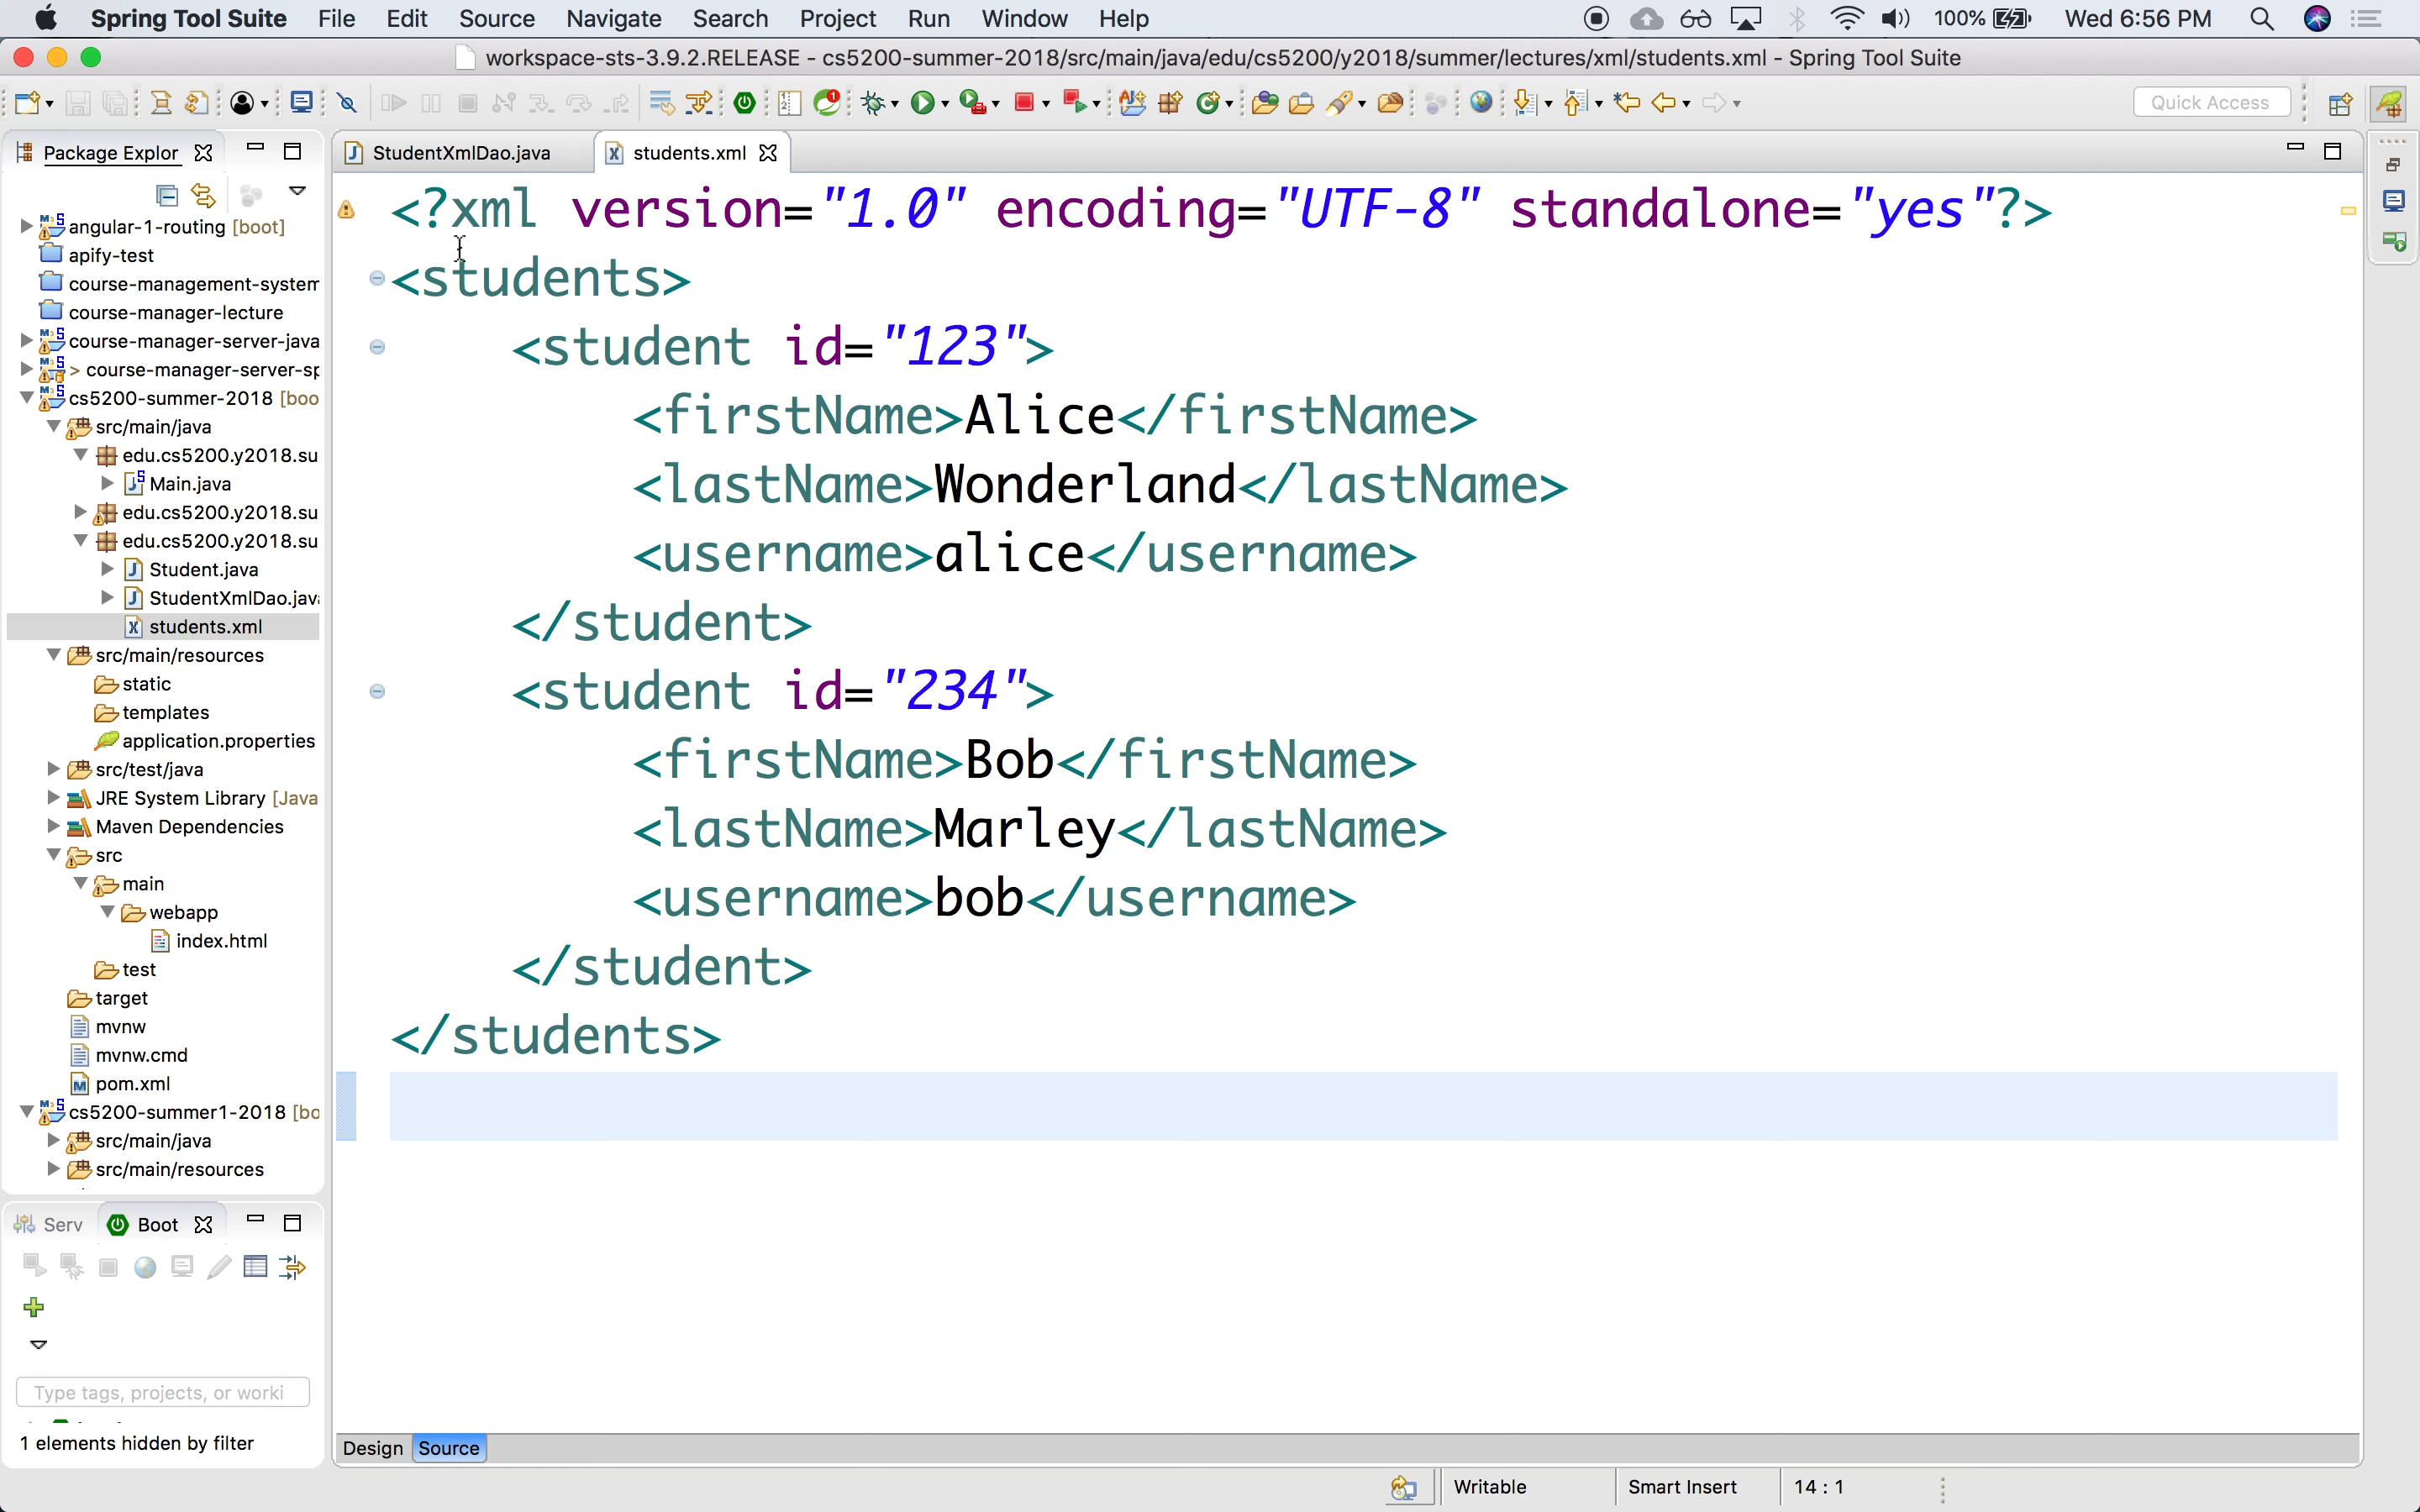 Spring Tool Suite File Edit Source Navigate Search Project Run Window Help 100% Wed 6:56 PM
workspace-sts-3.9.2.RELEASE - cs5200-summer-2018/src/main/java/edu/cs5200/y2018/summer/lectures/xml/students.xml - Spring Tool Suite
Quick Access
Package Explor
angular-1-routing [boot]
apify-test
course-management-system
course-manager-lecture
course-manager-server-java
> course-manager-server-sp
cs5200-summer-2018 [boo
src/main/java
edu.cs5200.y2018.su
Main.java
edu.cs5200.y2018.su
edu.cs5200.y2018.su
Student.java
StudentXmlDao.jav
students.xml
src/main/resources
static
templates
application.properties
src/test/java
JRE System Library [Java
Maven Dependencies
src
main
webapp
index.html
test
target
mvnw
mvnw.cmd
pom.xml
cs5200-summer1-2018 [bo
src/main/java
src/main/resources
Serv Boot
Type tags, projects, or worki
1 elements hidden by filter
StudentXmlDao.java students.xml
<?xml version="1.0" encoding="UTF-8" standalone="yes"?>
<students>
<student id="123">
<firstName>Alice</firstName>
<lastName>Wonderland</lastName>
<username>alice</username>
</student>
<student id="234">
<firstName>Bob</firstName>
<lastName>Marley</lastName>
<username>bob</username>
</student>
</students>
Design Source
Writable Smart Insert 14 : 1